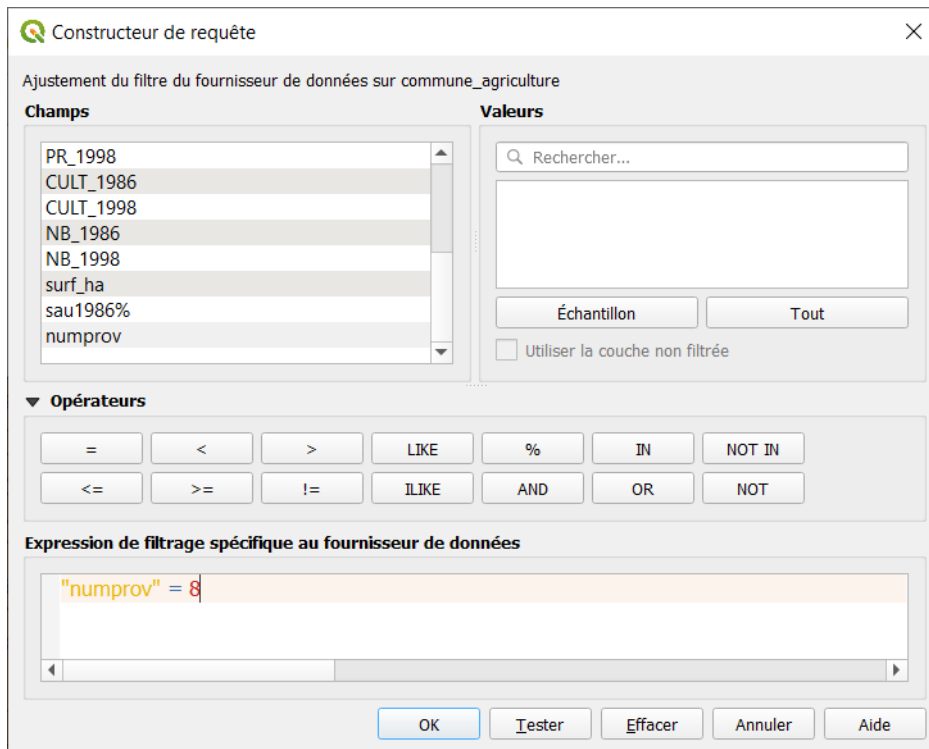 Constructeur de requête
Ajustement du filtre du fournisseur de données sur commune_agriculture
Champs
Valeurs
PR_1998
CULT_1986
CULT_1998
NB_1986
NB_1998
surf_ha
sau1986%
numprov
Rechercher...
Échantillon
Tout
Utiliser la couche non filtrée
Opérateurs
= < > LIKE % IN NOT IN
<= >= != ILIKE AND OR NOT
Expression de filtrage spécifique au fournisseur de données
"numprov" = 8
OK Tester Effacer Annuler Aide